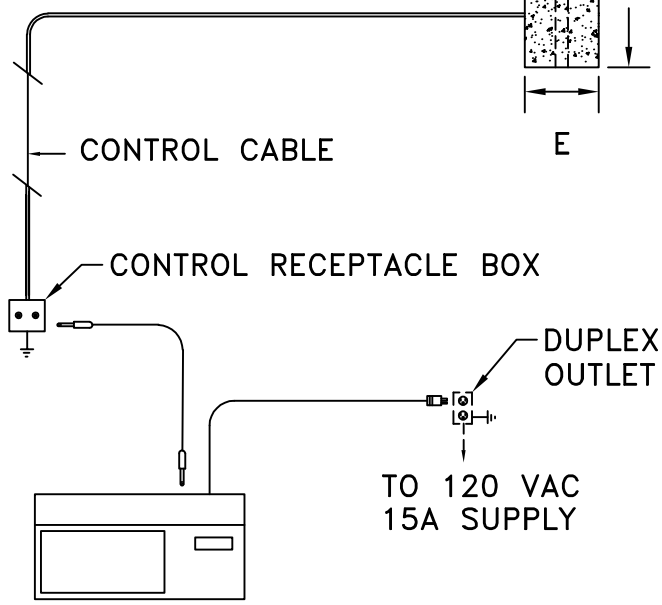 E
CONTROL CABLE
CONTROL RECEPTACLE BOX
DUPLEX
OUTLET
TO 120 VAC
15A SUPPLY